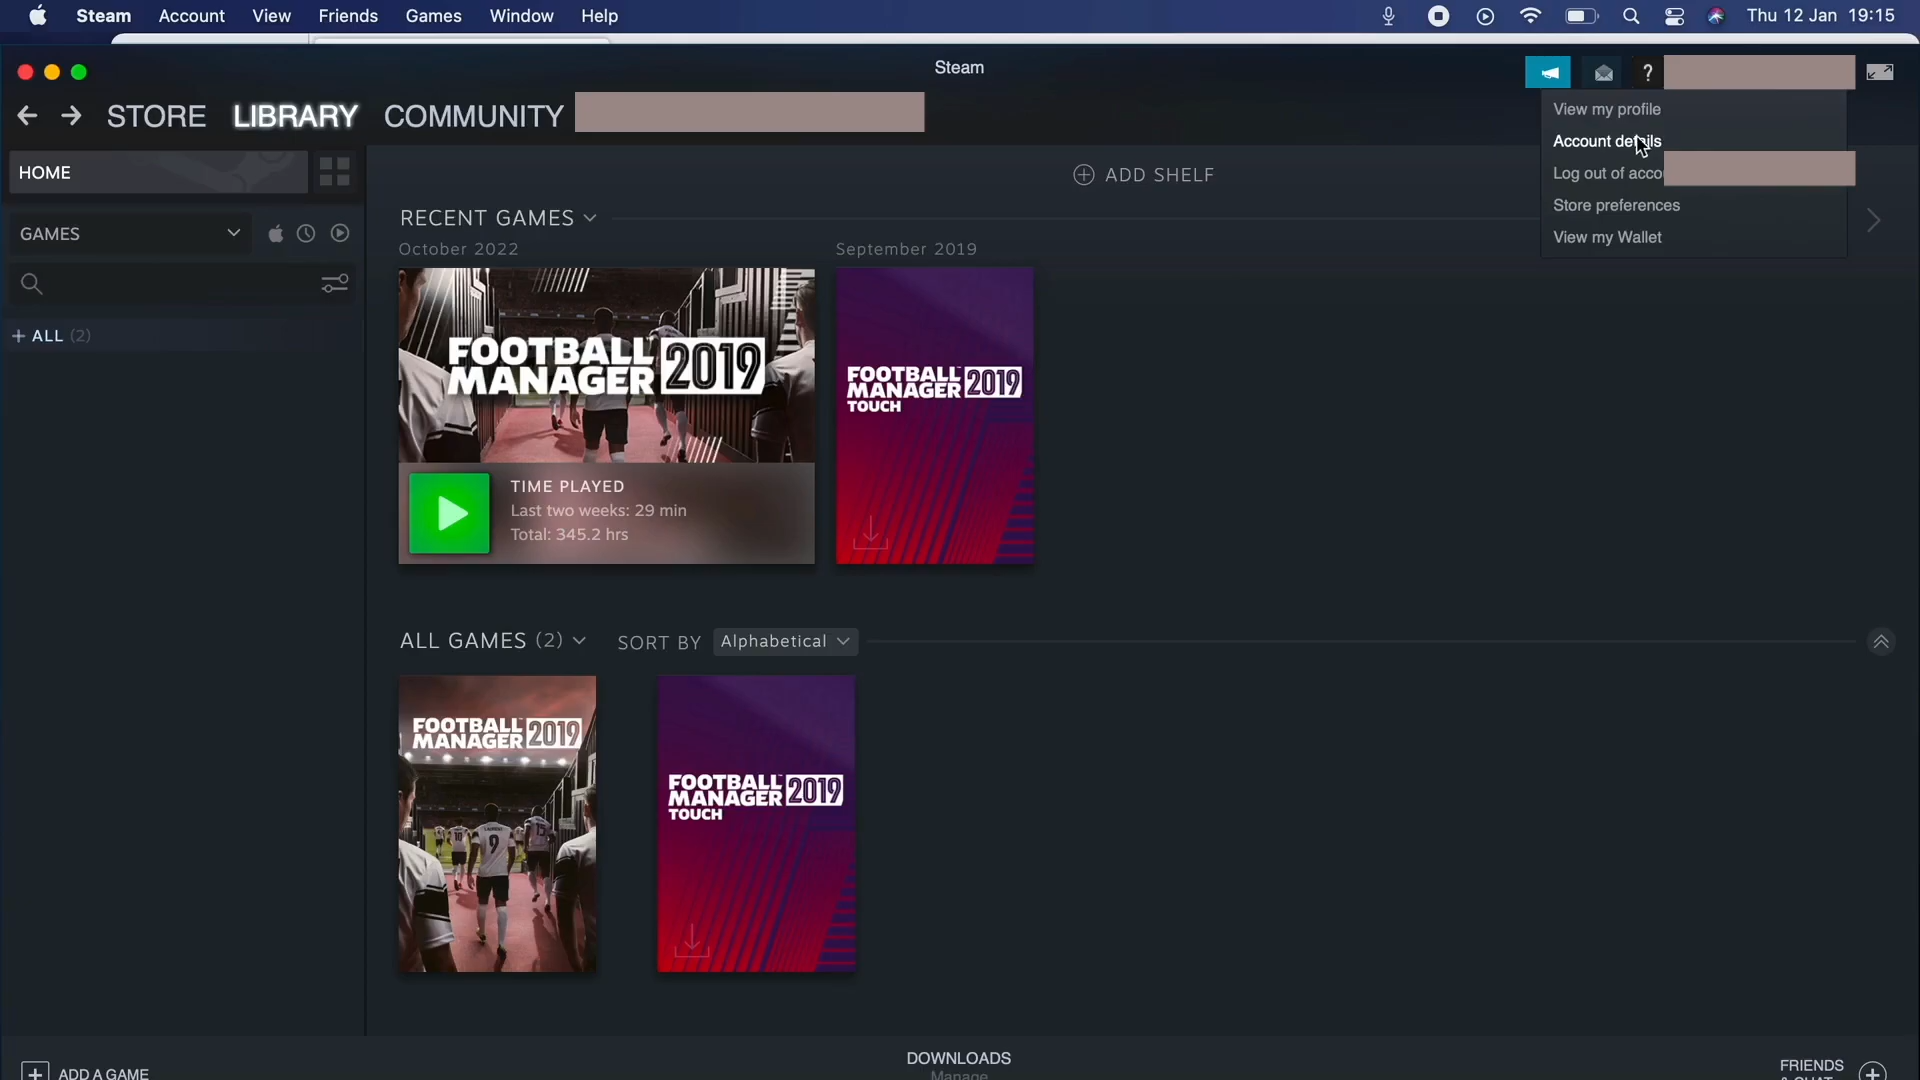 Steam Account View Friends Games Window Help
Thu 12 Jan 19:15
Steam
?
STORE LIBRARY COMMUNITY
View my profile
Account details
Log out of
Store preferences
View my Wallet
HOME
ADD SHELF
GAMES
RECENT GAMES
October 2022
September 2019
+ ALL (2)
FOOTBALL MANAGER 2019
FOOTBALL
MANAGER 2019
TOUCH
TIME PLAYED
Last two weeks: 29 min
Total: 345.2 hrs
ALL GAMES (2) SORT BY Alphabetical
FOOTBALL
MANAGER 2019
10
9
FOOTBALL
MANAGER 2019
TOUCH
ADD A GAME
DOWNLOADS
Manage
FRIENDS
& CHAT